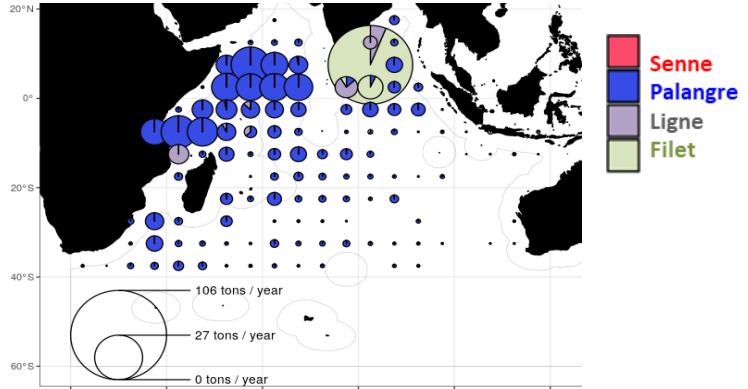 20°N
0°
20°S
40°S
60°S
106 tons / year
27 tons / year
0 tons / year
Senne
Palangre
Ligne
Filet